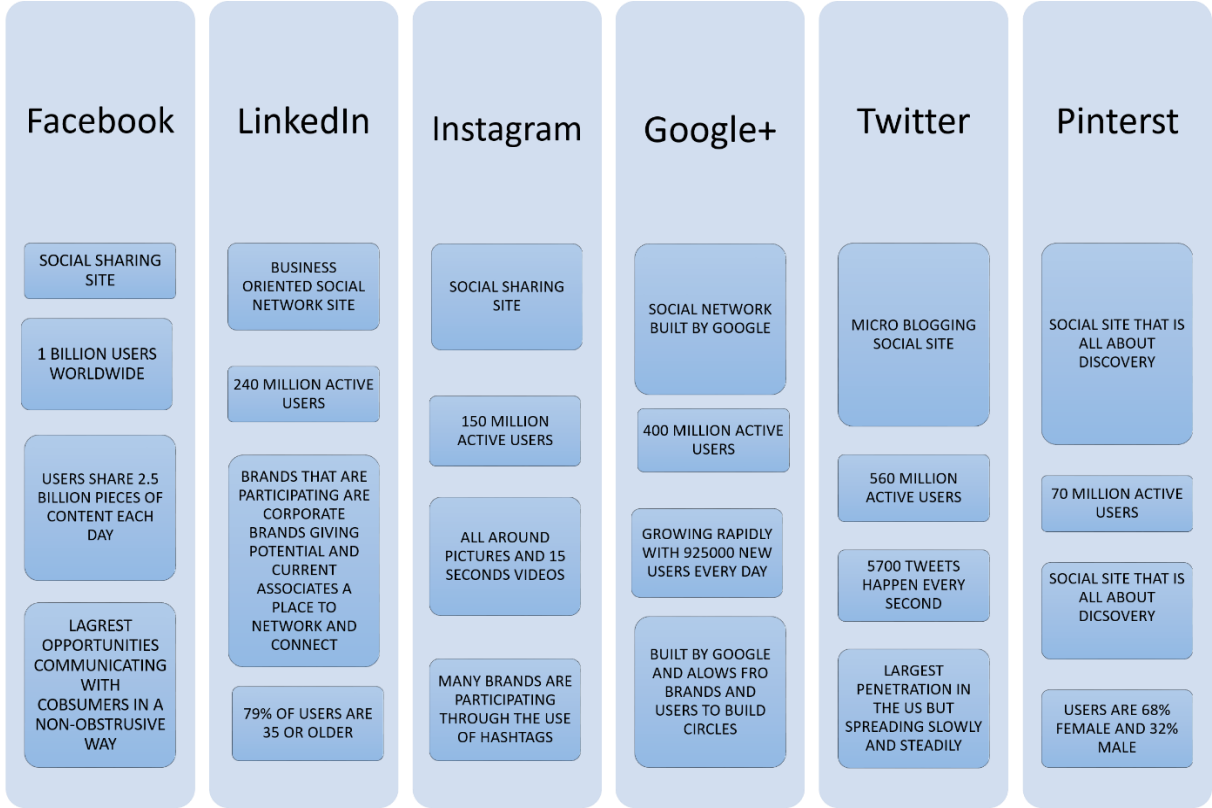 Facebook
SOCIAL SHARING
SITE
1 BILLION USERS
WORLDWIDE
USERS SHARE 2.5
BILLION PIECES OF
CONTENT EACH
DAY
LAGREST
OPPORTUNITIES
COMMUNICATING
WITH
COBSUMERS IN A
NON-OBSTRUSIVE
WAY
LinkedIn
BUSINESS
ORIENTED SOCIAL
NETWORK SITE
240 MILLION ACTIVE
USERS
BRANDS THAT ARE
PARTICIPATING ARE
CORPORATE
BRANDS GIVING
POTENTIAL AND
CURRENT
ASSOCIATES A
PLACE TO
NETWORK AND
CONNECT
79% OF USERS ARE
35 OR OLDER
Instagram
SOCIAL SHARING
SITE
150 MILLION
ACTIVE USERS
ALL AROUND
PICTURES AND 15
SECONDS VIDEOS
MANY BRANDS ARE
PARTICIPATING
THROUGH THE USE
OF HASHTAGS
Google+
SOCIAL NETWORK
BUILT BY GOOGLE
400 MILLION ACTIVE
USERS
GROWING RAPIDLY
WITH 925000 NEW
USERS EVERY DAY
BUILT BY GOOGLE
AND ALOWS FRO
BRANDS AND
USERS TO BUILD
CIRCLES
Twitter
MICRO BLOGGING
SOCIAL SITE
560 MILLION
ACTIVE USERS
5700 TWEETS
HAPPEN EVERY
SECOND
LARGEST
PENETRATION IN
THE US BUT
SPREADING SLOWLY
AND STEADILY
Pinterst
SOCIAL SITE THAT IS
ALL ABOUT
DISCOVERY
70 MILLION ACTIVE
USERS
SOCIAL SITE THAT IS
ALL ABOUT
DICSOVERY
USERS ARE 68%
FEMALE AND 32%
MALE